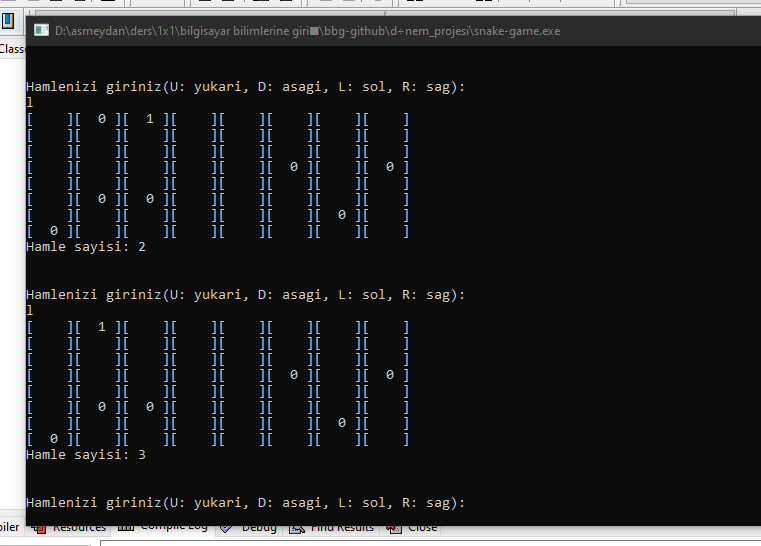 D:\asmeydan\ders\1x1\bilgisayar bilimlerine giri■\bbg-github\d÷nem_projesi\snake-game.exe
Classe
Hamlenizi giriniz(U: yukari, D: asagi, L: sol, R: sag):
l
[    ][  0 ][  1 ][    ][    ][    ][    ][    ]
[    ][    ][    ][    ][    ][    ][    ][    ]
[    ][    ][    ][    ][    ][    ][    ][    ]
[    ][    ][    ][    ][    ][  0 ][    ][  0 ]
[    ][    ][    ][    ][    ][    ][    ][    ]
[    ][  0 ][  0 ][    ][    ][    ][    ][    ]
[    ][    ][    ][    ][    ][    ][  0 ][    ]
[  0 ][    ][    ][    ][    ][    ][    ][    ]
Hamle sayisi: 2
Hamlenizi giriniz(U: yukari, D: asagi, L: sol, R: sag):
l
[    ][  1 ][    ][    ][    ][    ][    ][    ]
[    ][    ][    ][    ][    ][    ][    ][    ]
[    ][    ][    ][    ][    ][    ][    ][    ]
[    ][    ][    ][    ][    ][  0 ][    ][  0 ]
[    ][    ][    ][    ][    ][    ][    ][    ]
[    ][  0 ][  0 ][    ][    ][    ][    ][    ]
[    ][    ][    ][    ][    ][    ][  0 ][    ]
[  0 ][    ][    ][    ][    ][    ][    ][    ]
Hamle sayisi: 3
Hamlenizi giriniz(U: yukari, D: asagi, L: sol, R: sag):
piler Resources Compile Log Debug Find Results Close